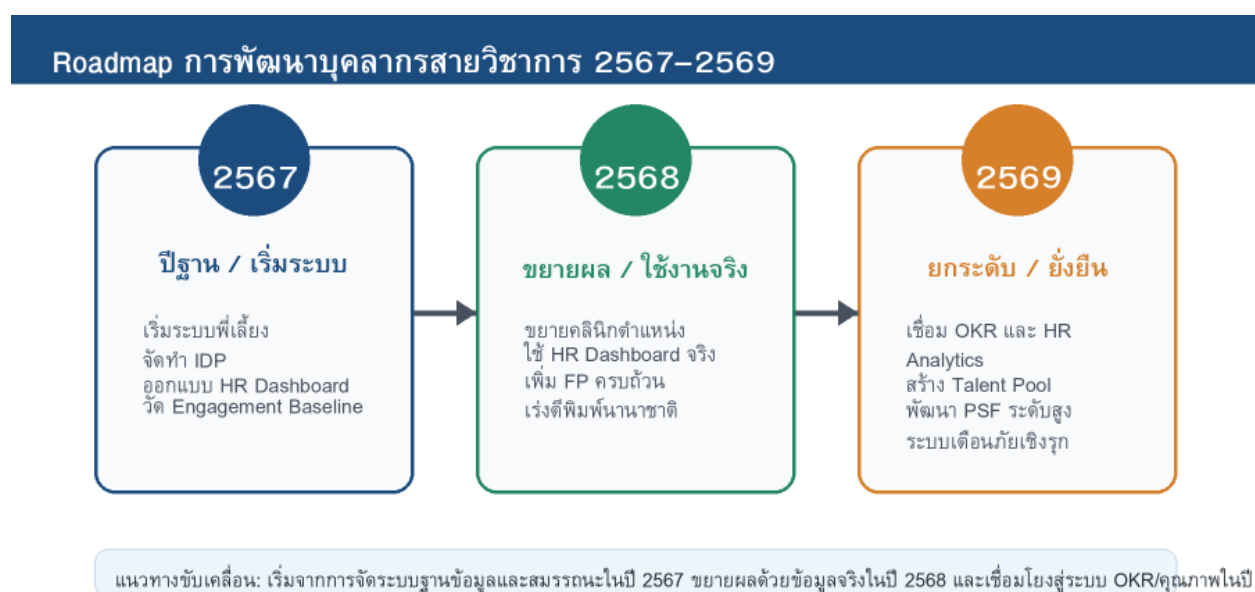 Roadmap การพัฒนาบุคลากรสายวิชาการ 2567–2569
2567
ปีฐาน / เริ่มระบบ
เริ่มระบบพี่เลี้ยง
จัดทำ IDP
ออกแบบ HR Dashboard
วัด Engagement Baseline
2568
ขยายผล / ใช้งานจริง
ขยายคลินิกตำแหน่ง
ใช้ HR Dashboard จริง
เพิ่ม FP ครบถ้วน
เร่งตีพิมพ์นานาชาติ
2569
ยกระดับ / ยั่งยืน
เชื่อม OKR และ HR
Analytics
สร้าง Talent Pool
พัฒนา PSF ระดับสูง
ระบบเตือนภัยเชิงรุก
แนวทางขับเคลื่อน: เริ่มจากการจัดระบบฐานข้อมูลและสมรรถนะในปี 2567 ขยายผลด้วยข้อมูลจริงในปี 2568 และเชื่อมโยงสู่ระบบ OKR/คุณภาพในปี